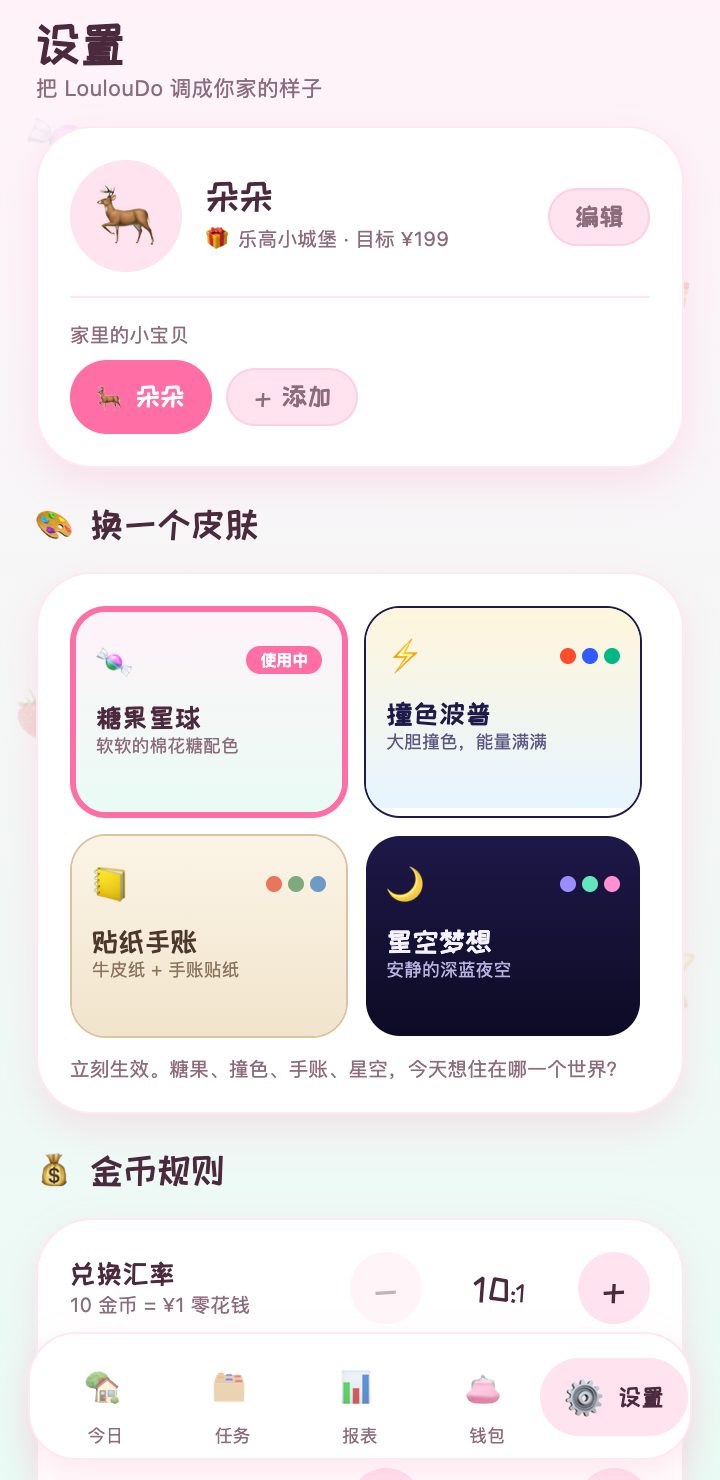 设置
把 LoulouDo 调成你家的样子
朵朵
乐高小城堡 · 目标 ¥199
编辑
家里的小宝贝
朵朵
+ 添加
换一个皮肤
使用中
糖果星球
软软的棉花糖配色
撞色波普
大胆撞色，能量满满
贴纸手账
牛皮纸 + 手账贴纸
星空梦想
安静的深蓝夜空
立刻生效。糖果、撞色、手账、星空，今天想住在哪一个世界?
金币规则
兑换汇率
10 金币 = ¥1 零花钱
− 10:1 +
今日
任务
报表
钱包
设置